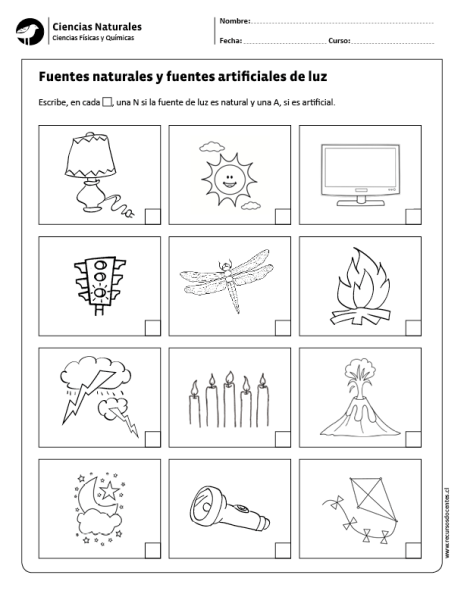 Ciencias Naturales
Ciencias Físicas y Químicas
Nombre:
Fecha: Curso:
Fuentes naturales y fuentes artificiales de luz
Escribe, en cada , una N si la fuente de luz es natural y una A, si es artificial.
www.recursosdocentes.cl